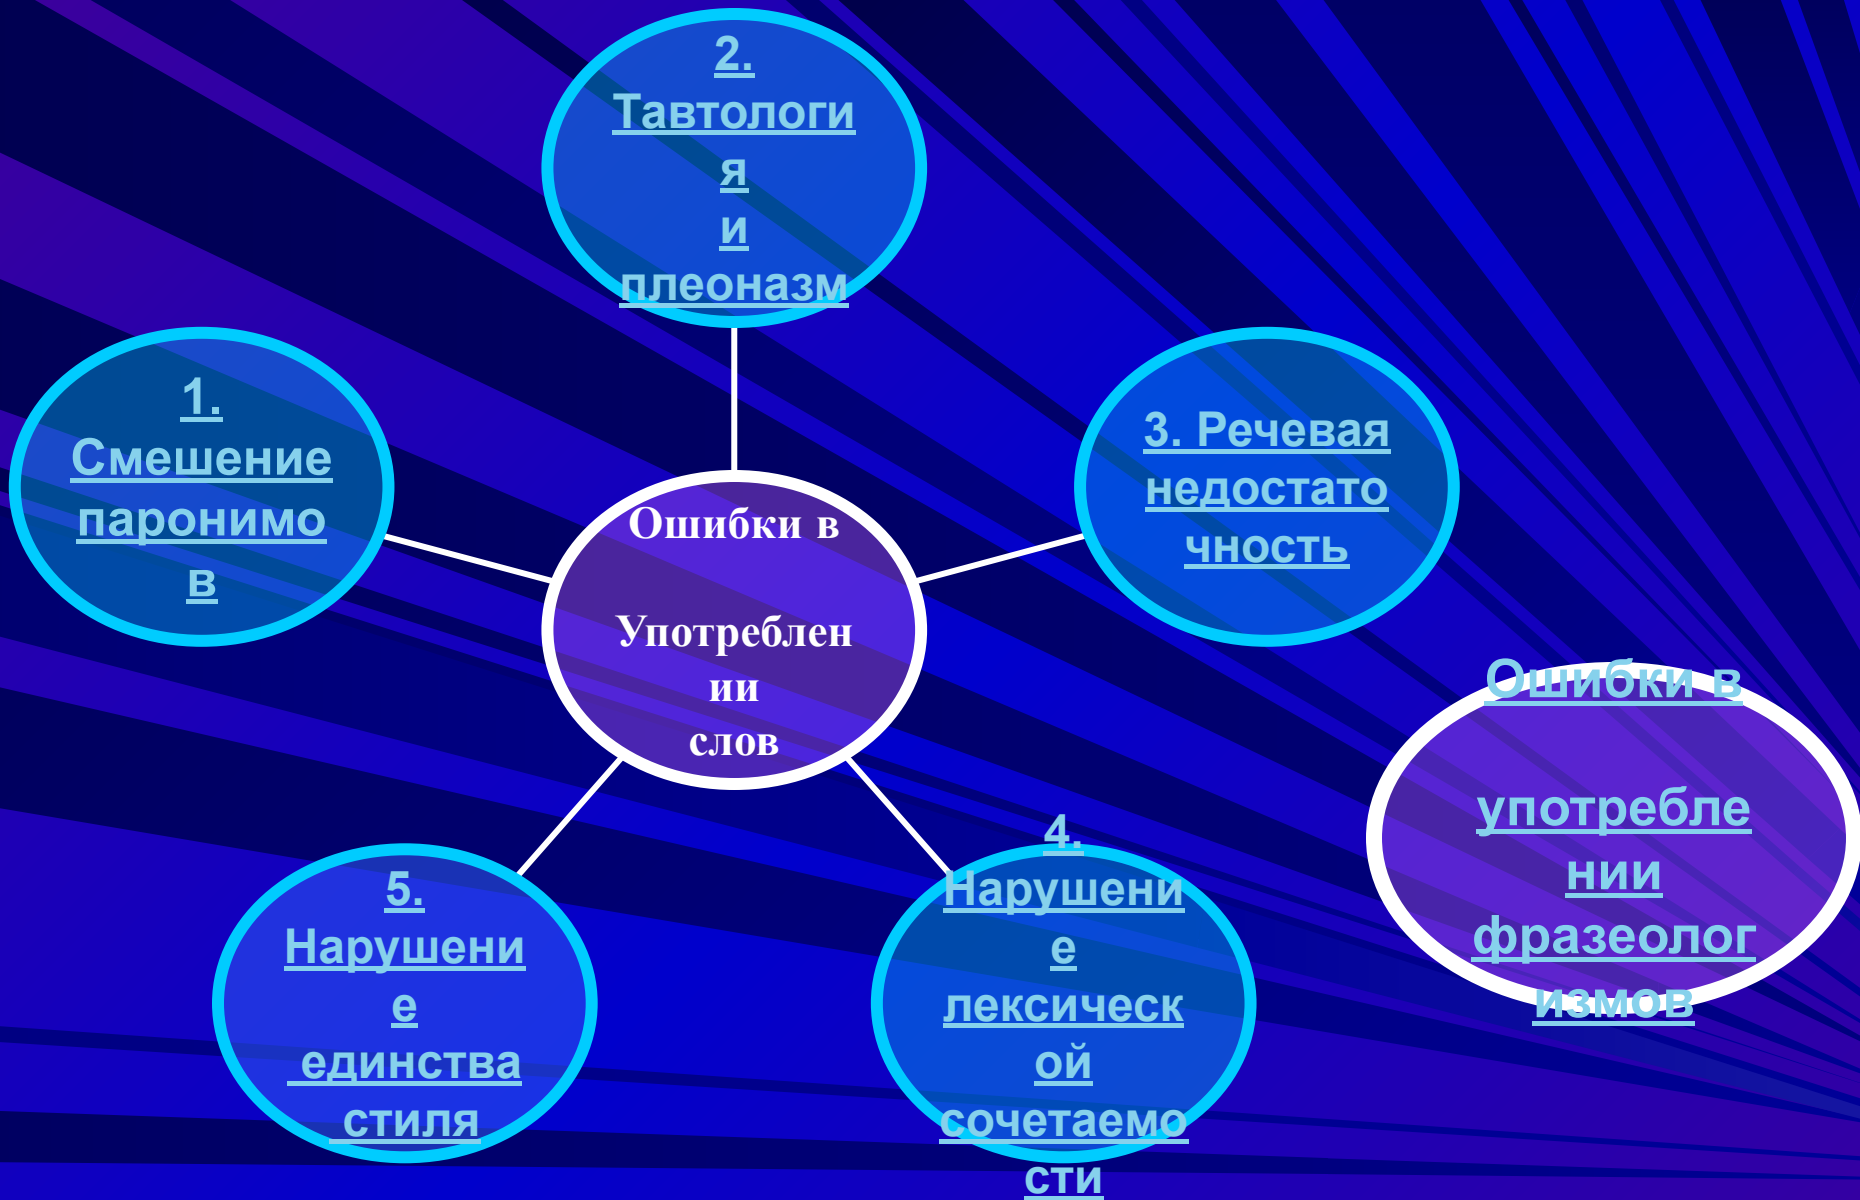 2.
Тавтологи
я
и
плеоназм
1.
Смешение
паронимо
в
3. Речевая
недостато
чность
Ошибки в
Употреблен
ии
слов
Ошибки в
употребле
нии
фразеолог
измов
5.
Нарушени
е
единства
стиля
4.
Нарушени
е
лексическ
ой
сочетаемо
сти